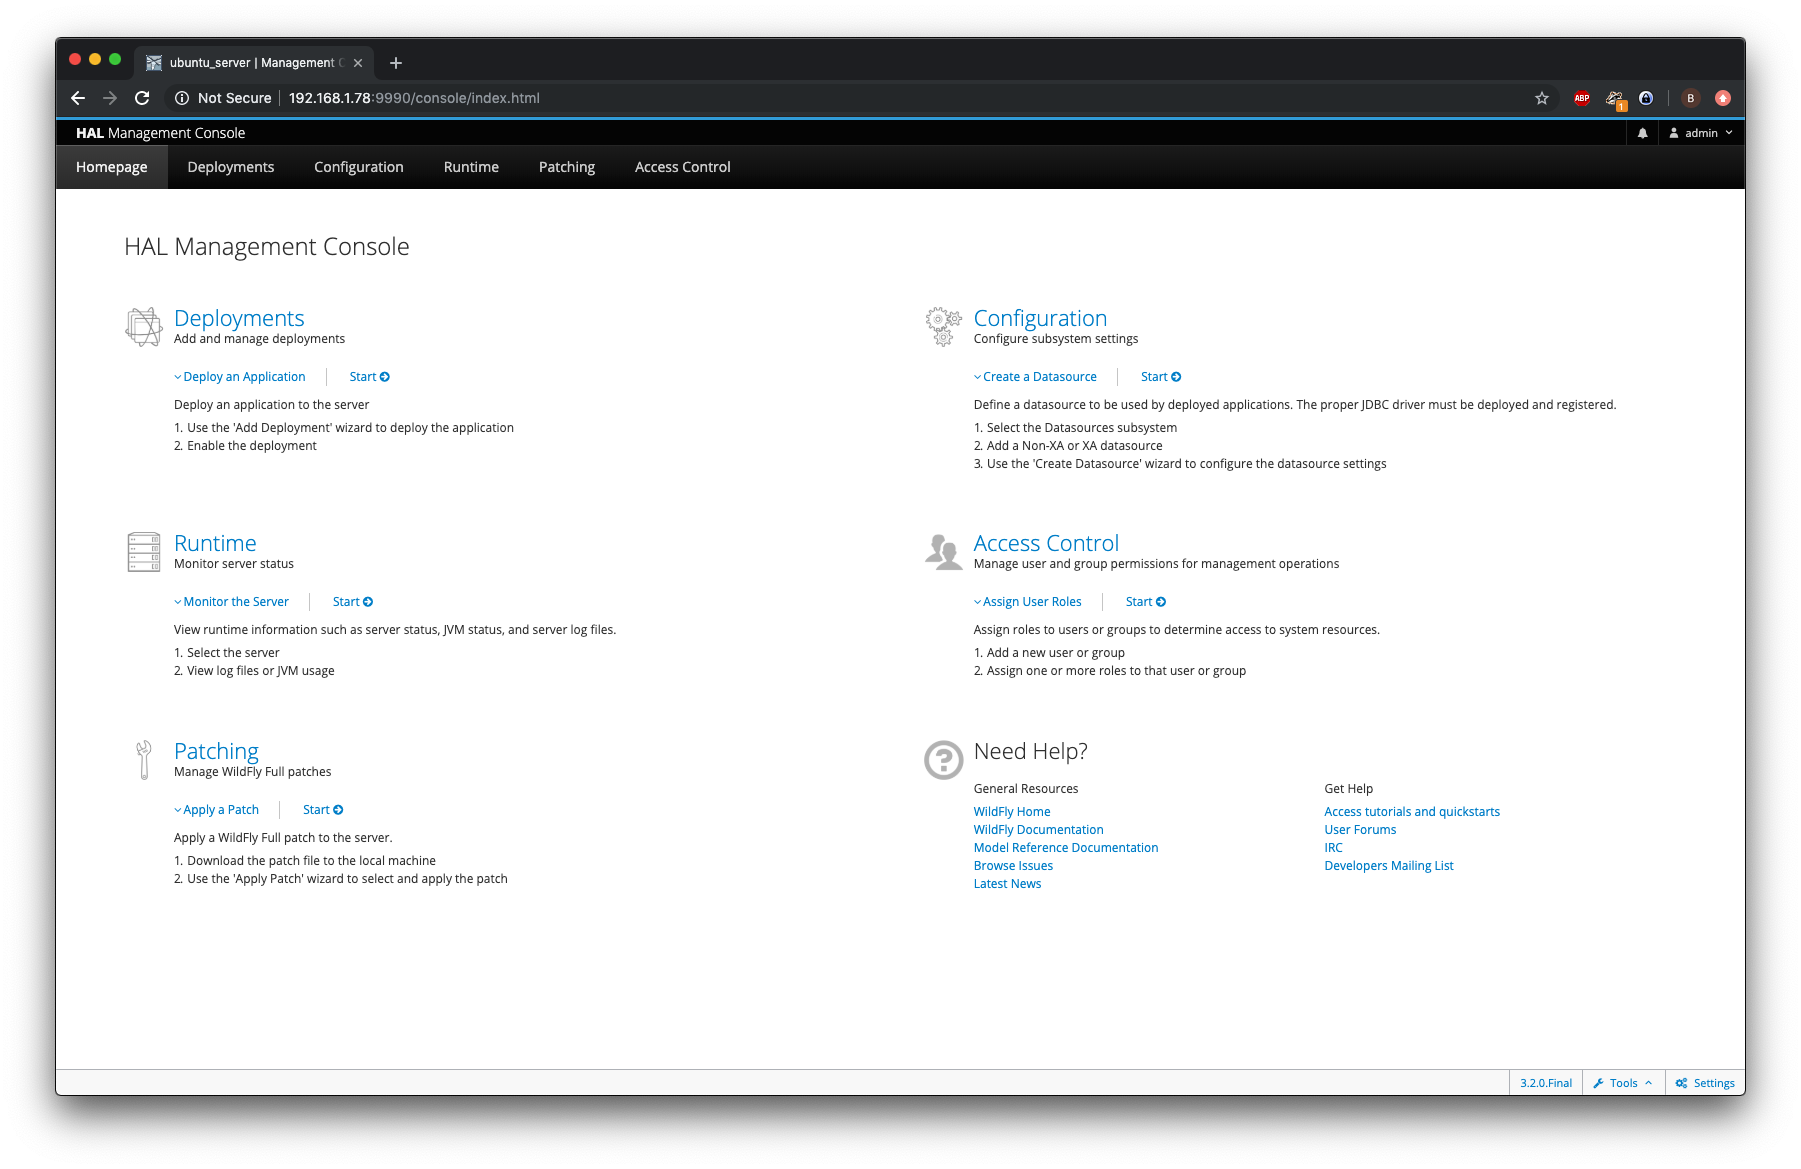 ubuntu_server | Management
Not Secure
192.168.1.78:9990/console/index.html
ABP
1
B
HAL Management Console
admin
Homepage
Deployments
Configuration
Runtime
Patching
Access Control
HAL Management Console
Deployments
Add and manage deployments
Deploy an Application
Start
Deploy an application to the server
1. Use the 'Add Deployment' wizard to deploy the application
2. Enable the deployment
Configuration
Configure subsystem settings
Create a Datasource
Start
Define a datasource to be used by deployed applications. The proper JDBC driver must be deployed and registered.
1. Select the Datasources subsystem
2. Add a Non-XA or XA datasource
3. Use the 'Create Datasource' wizard to configure the datasource settings
Runtime
Monitor server status
Monitor the Server
Start
View runtime information such as server status, JVM status, and server log files.
1. Select the server
2. View log files or JVM usage
Access Control
Manage user and group permissions for management operations
Assign User Roles
Start
Assign roles to users or groups to determine access to system resources.
1. Add a new user or group
2. Assign one or more roles to that user or group
Patching
Manage WildFly Full patches
Apply a Patch
Start
Apply a WildFly Full patch to the server.
1. Download the patch file to the local machine
2. Use the 'Apply Patch' wizard to select and apply the patch
Need Help?
General Resources
WildFly Home
WildFly Documentation
Model Reference Documentation
Browse Issues
Latest News
Get Help
Access tutorials and quickstarts
User Forums
IRC
Developers Mailing List
3.2.0.Final
Tools
Settings